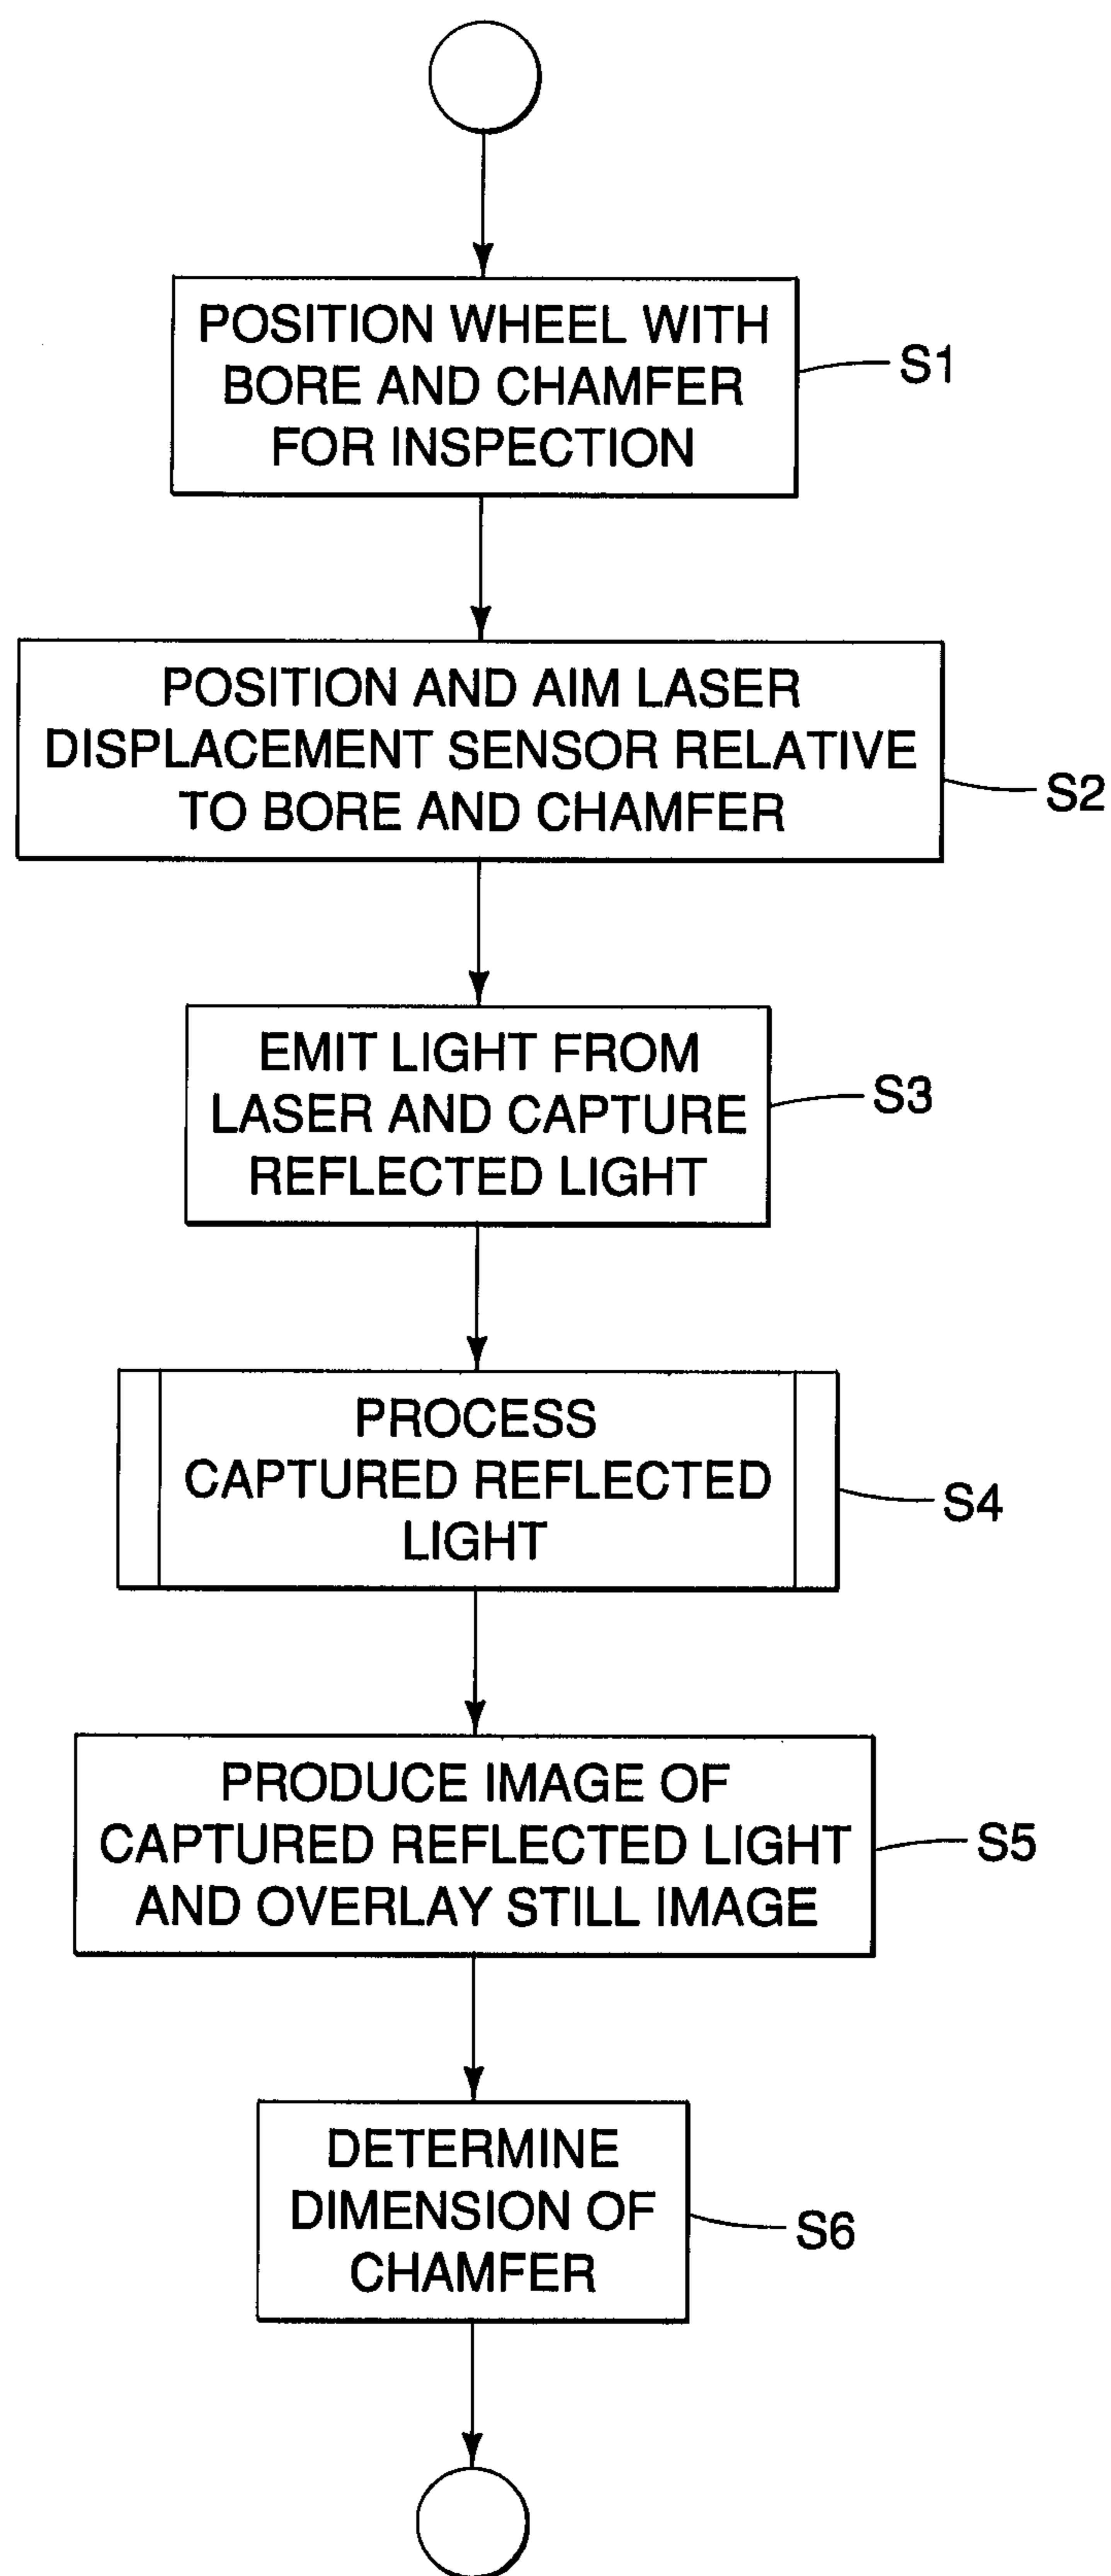 POSITION WHEEL WITH
BORE AND CHAMFER
FOR INSPECTION
S1
POSITION AND AIM LASER
DISPLACEMENT SENSOR RELATIVE
TO BORE AND CHAMFER
S2
EMIT LIGHT FROM
LASER AND CAPTURE
REFLECTED LIGHT
S3
PROCESS
CAPTURED REFLECTED
LIGHT
S4
PRODUCE IMAGE OF
CAPTURED REFLECTED LIGHT
AND OVERLAY STILL IMAGE
S5
DETERMINE
DIMENSION OF
CHAMFER
S6